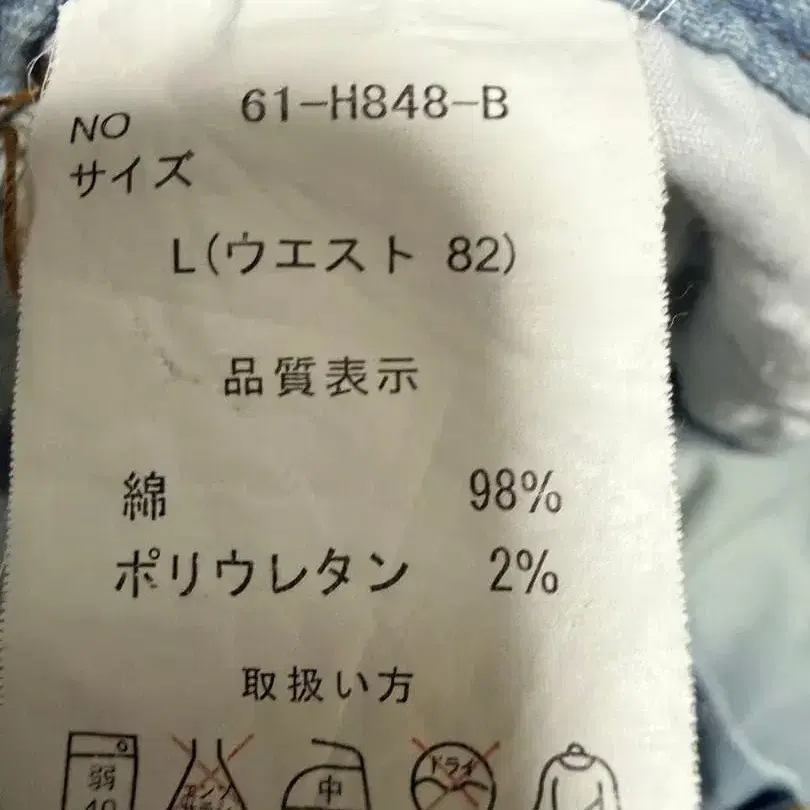 NO 61-H848-B
サイズ
L(ウエスト 82)
品質表示
綿 98%
ポリウレタン 2%
取扱い方
弱 中 ドライ
40